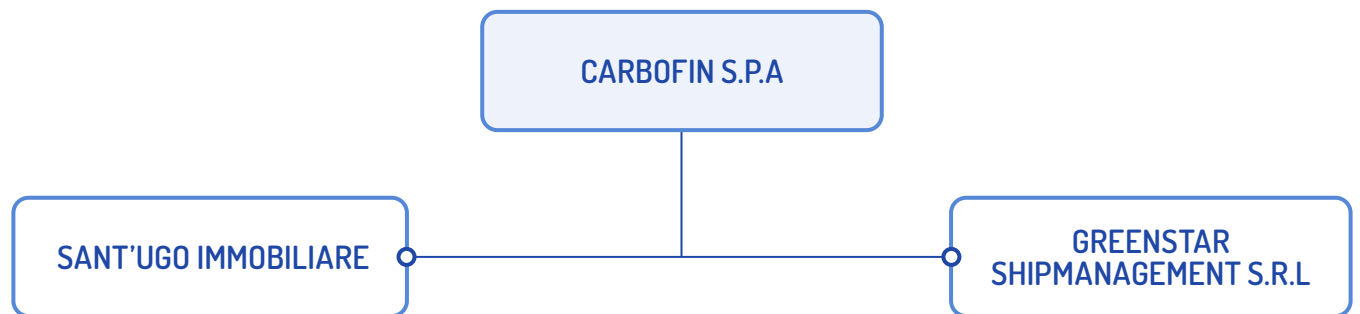 CARBOFIN S.P.A
SANT’UGO IMMOBILIARE
GREENSTAR
SHIPMANAGEMENT S.R.L